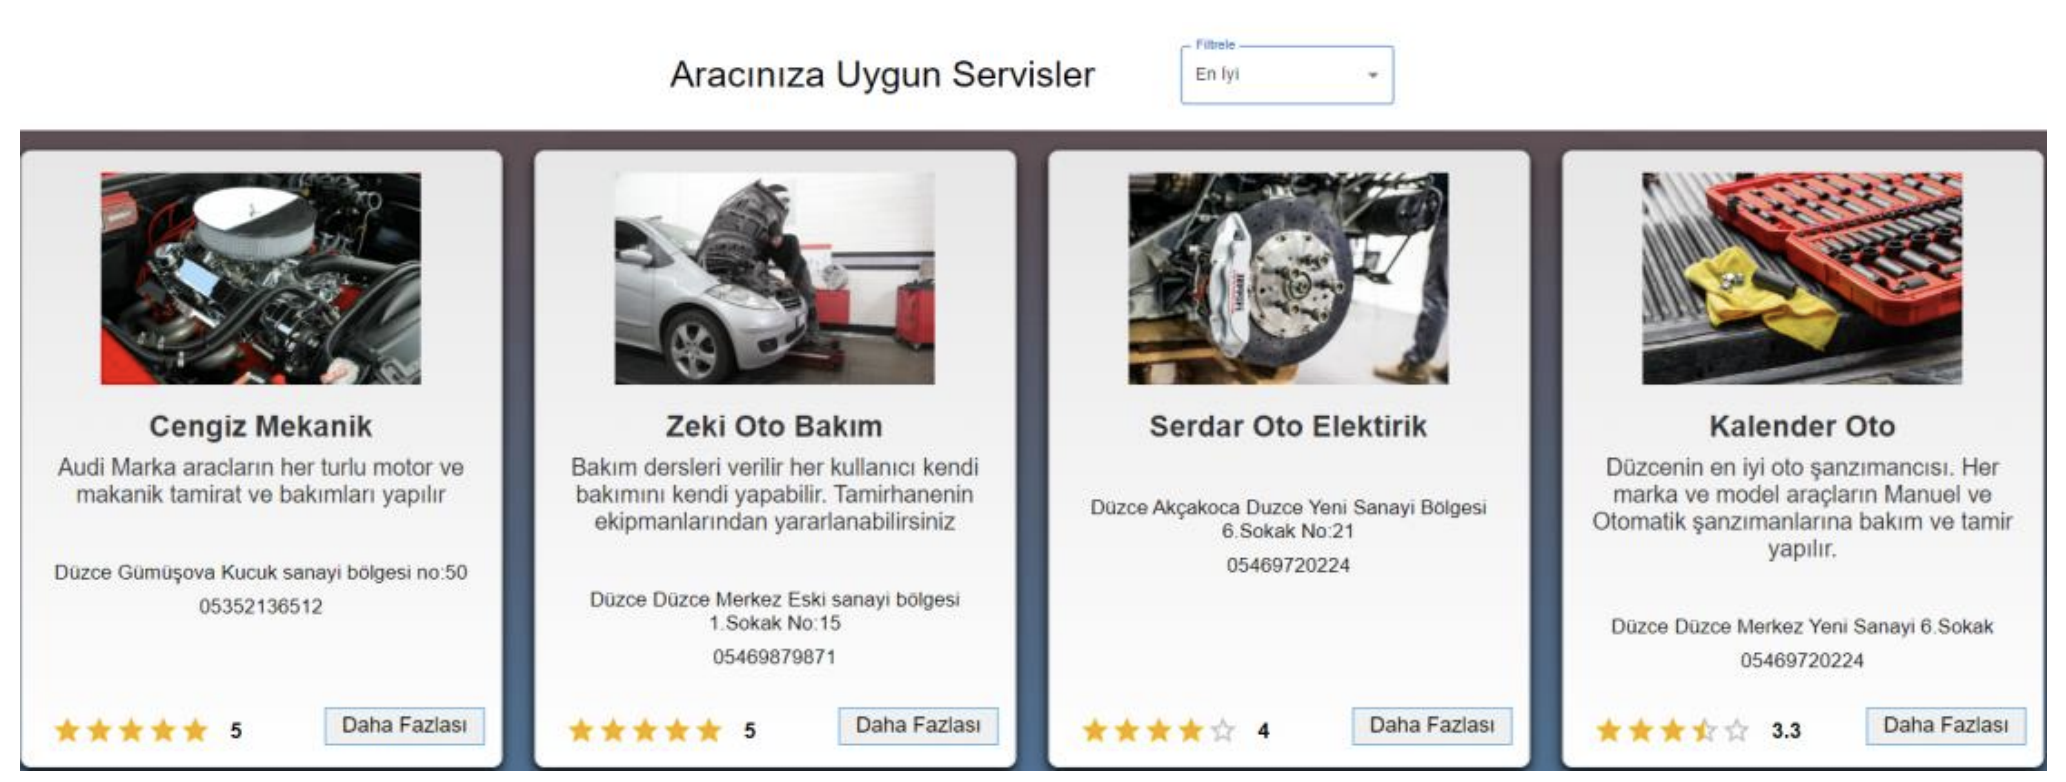 Aracınıza Uygun Servisler
Filtrele
En İyi
Cengiz Mekanik
Audi Marka aracların her turlu motor ve
makanik tamirat ve bakımları yapılır
Düzce Gümüşova Kucuk sanayi bölgesi no:50
05352136512
5
Daha Fazlası
Zeki Oto Bakım
Bakım dersleri verilir her kullanıcı kendi
bakımını kendi yapabilir. Tamirhanenin
ekipmanlarından yararlanabilirsiniz
Düzce Düzce Merkez Eski sanayi bölgesi
1.Sokak No:15
05469879871
5
Daha Fazlası
Serdar Oto Elektirik
Düzce Akçakoca Duzce Yeni Sanayi Bölgesi
6.Sokak No:21
05469720224
4
Daha Fazlası
Kalender Oto
Düzcenin en iyi oto şanzımancısı. Her
marka ve model araçların Manuel ve
Otomatik şanzımanlarına bakım ve tamir
yapılır.
Düzce Düzce Merkez Yeni Sanayi 6.Sokak
05469720224
3.3
Daha Fazlası